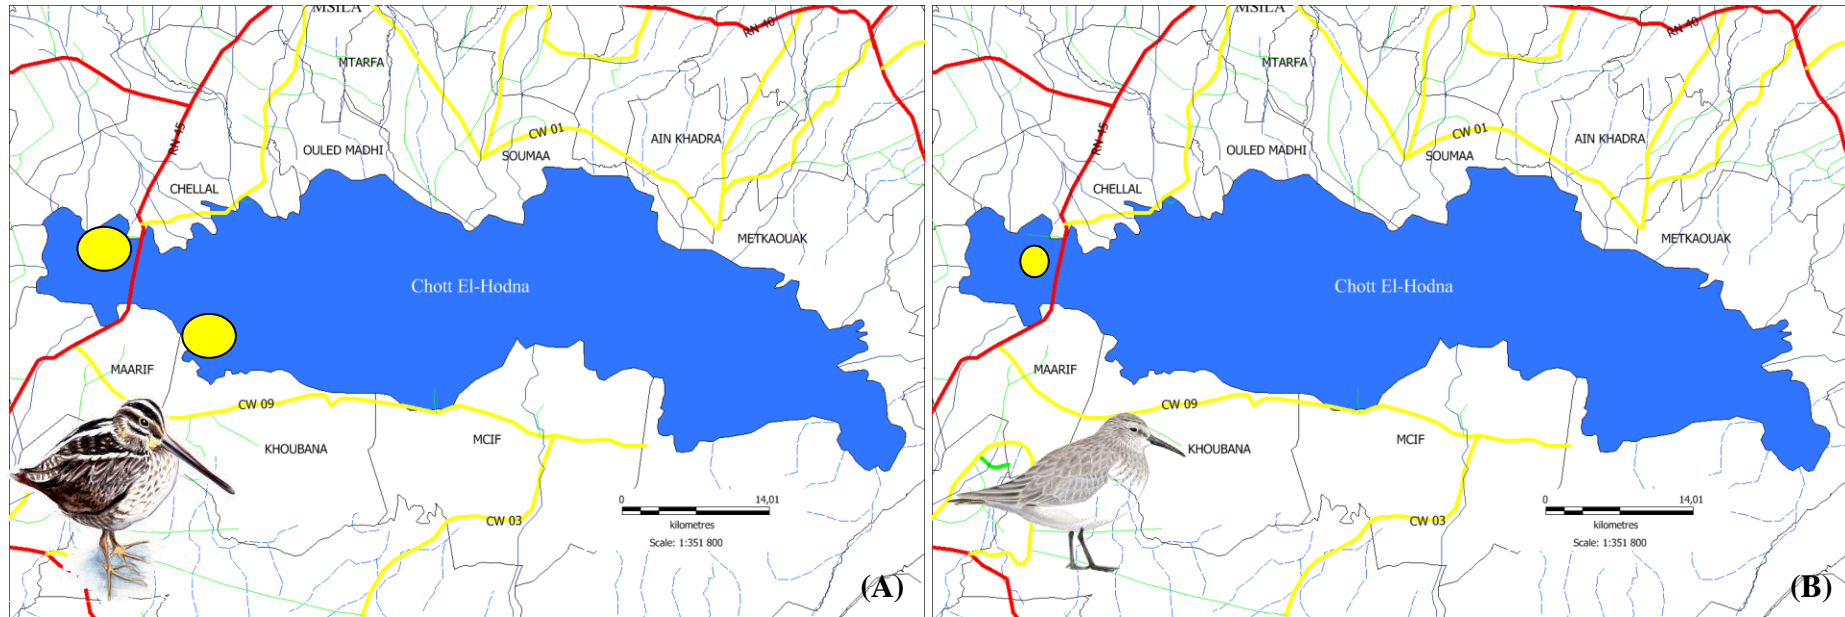 MSILA
RN 40
MTARFA
RN 45
CW 01
AIN KHADRA
OULED MADHI
SOUMAA
CHELLAL
METKAOUAK
Chott El-Hodna
MAARIF
CW 09
KHOUBANA
MCIF
0 14,01
kilometres
CW 03
Scale: 1:351 800
(A)
MSILA
RN 40
MTARFA
RN 45
CW 01
AIN KHADRA
OULED MADHI
SOUMAA
CHELLAL
METKAOUAK
Chott El-Hodna
MAARIF
CW 09
KHOUBANA
MCIF
0 14,01
kilometres
CW 03
Scale: 1:351 800
(B)